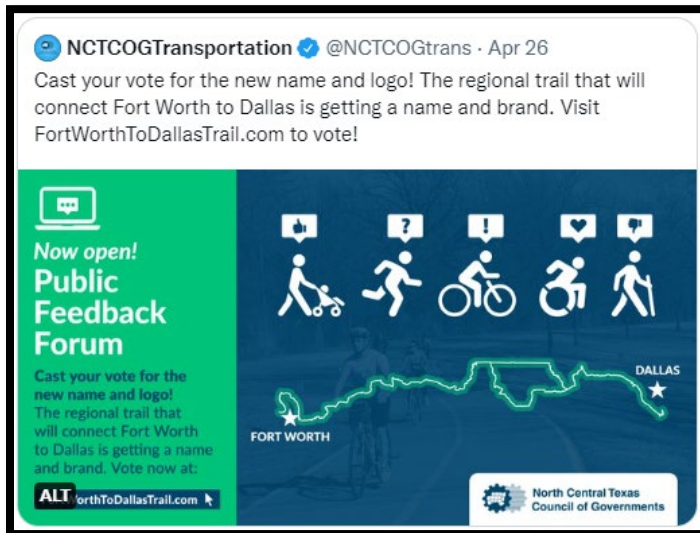 NCTCOGTransportation @NCTCOGtrans · Apr 26
Cast your vote for the new name and logo! The regional trail that will
connect Fort Worth to Dallas is getting a name and brand. Visit
FortWorthToDallasTrail.com to vote!
Now open!
Public
Feedback
Forum
Cast your vote for the
new name and logo!
The regional trail that
will connect Fort Worth
to Dallas is getting a name
and brand. Vote now at:
ALT orthToDallasTrail.com
?
!
FORT WORTH
DALLAS
North Central Texas
Council of Governments